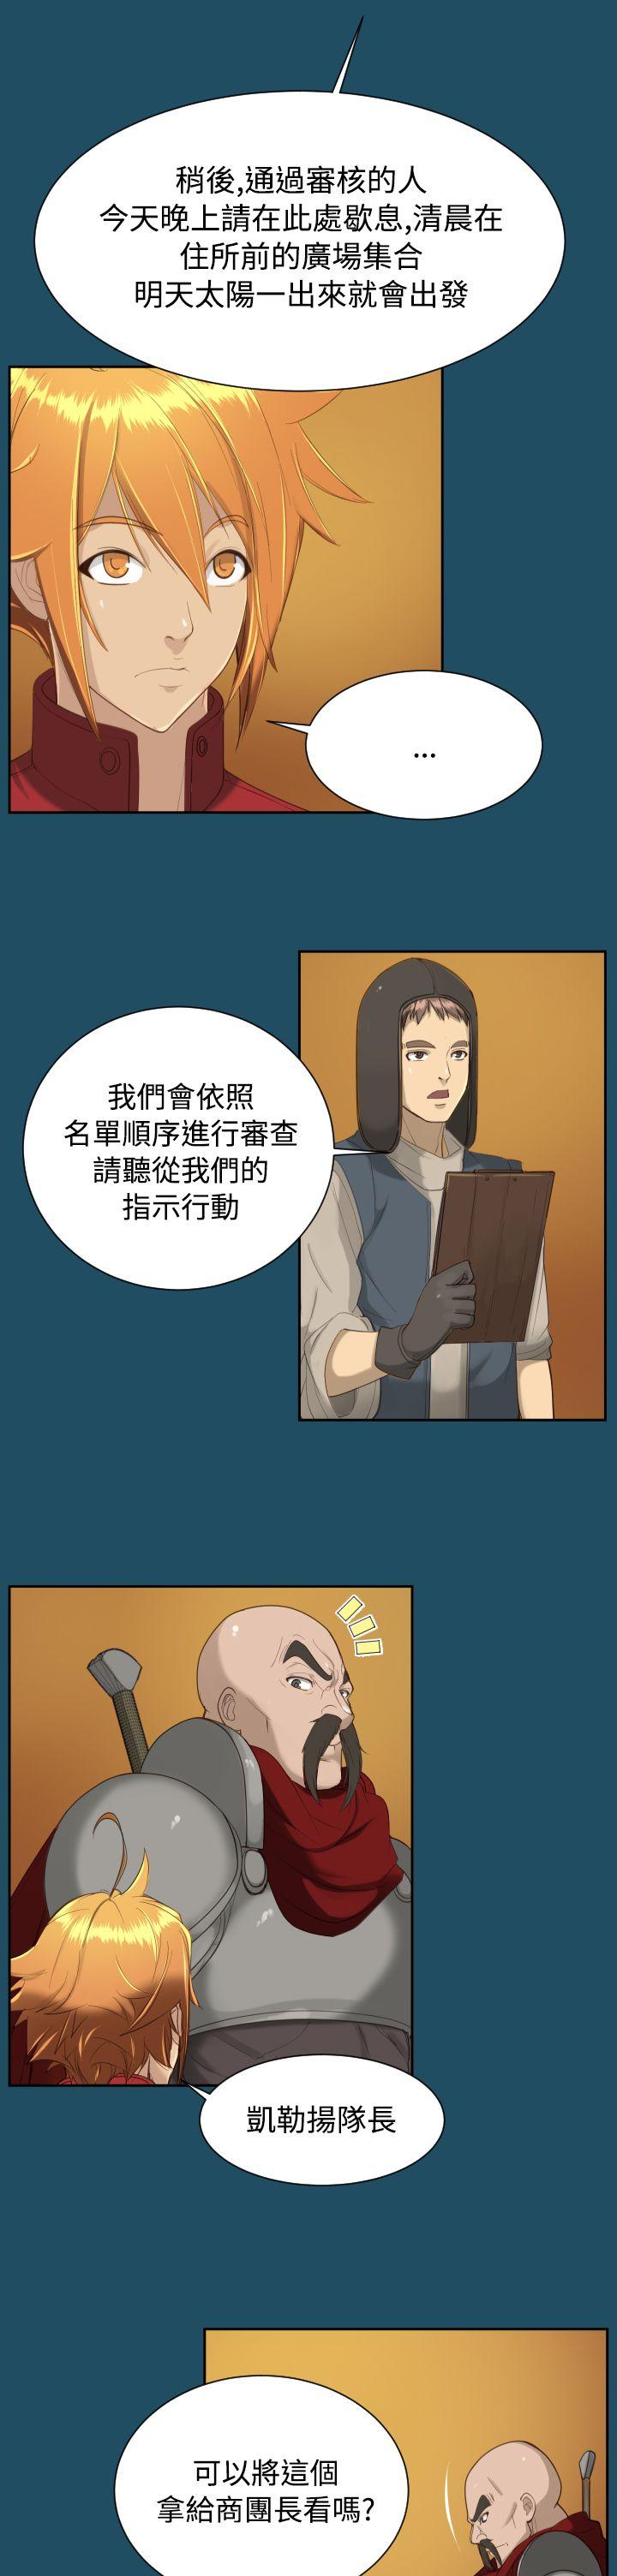 稍後,通過審核的人
今天晚上請在此處歇息,清晨在
住所前的廣場集合
明天太陽一出來就會出發
...
我們會依照
名單順序進行審查
請聽從我們的
指示行動
凱勒揚隊長
可以將這個
拿給商團長看嗎?